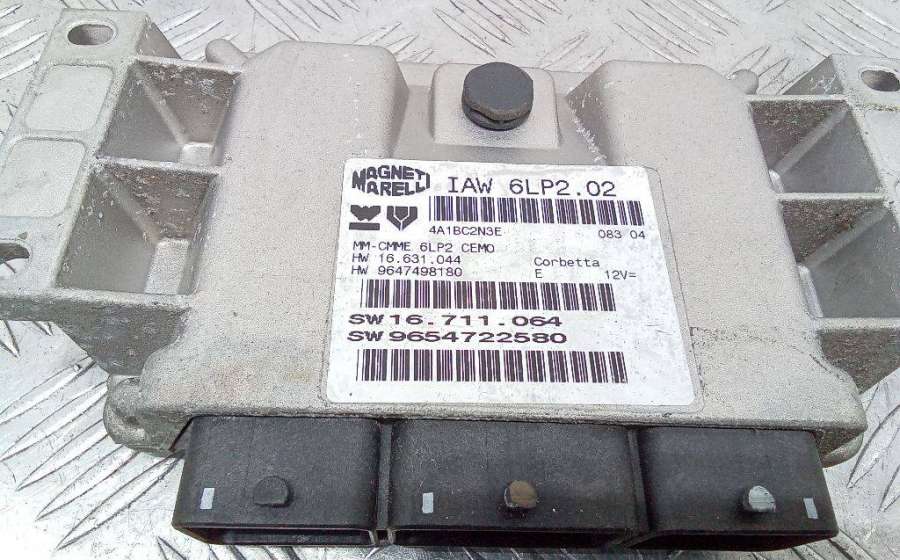 MAGNETI MARELLI
IAW 6LP2.02
4A1BC2N3E 083 04
MM-CMME 6LP2 CEMO
HW 16.631.044 Corbetta
HW 9647498180 E 12V=
SW 16.711.064
SW 9654722580